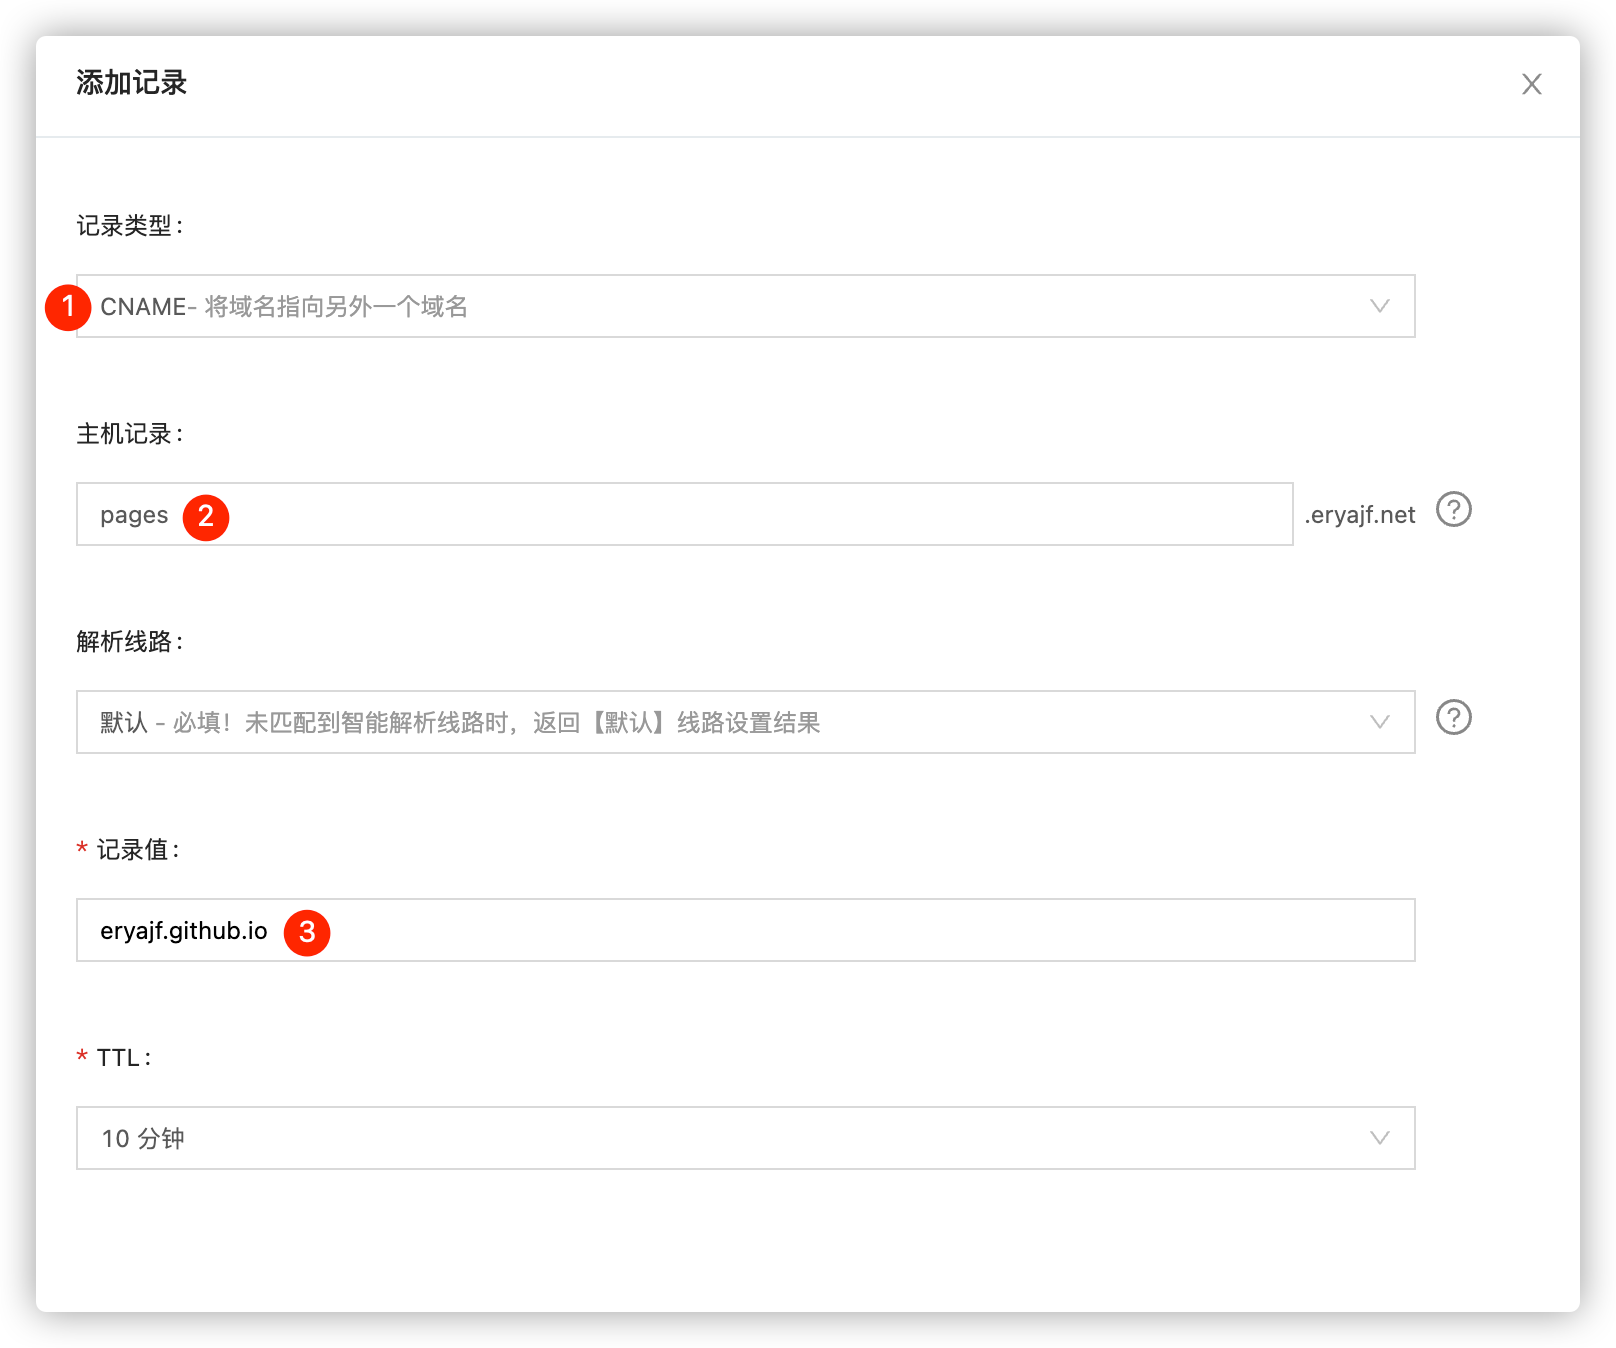 添加记录
记录类型：
1 CNAME- 将域名指向另外一个域名
主机记录：
pages 2 .eryajf.net ?
解析线路：
默认 - 必填！未匹配到智能解析线路时，返回【默认】线路设置结果 ?
* 记录值：
eryajf.github.io 3
* TTL：
10 分钟